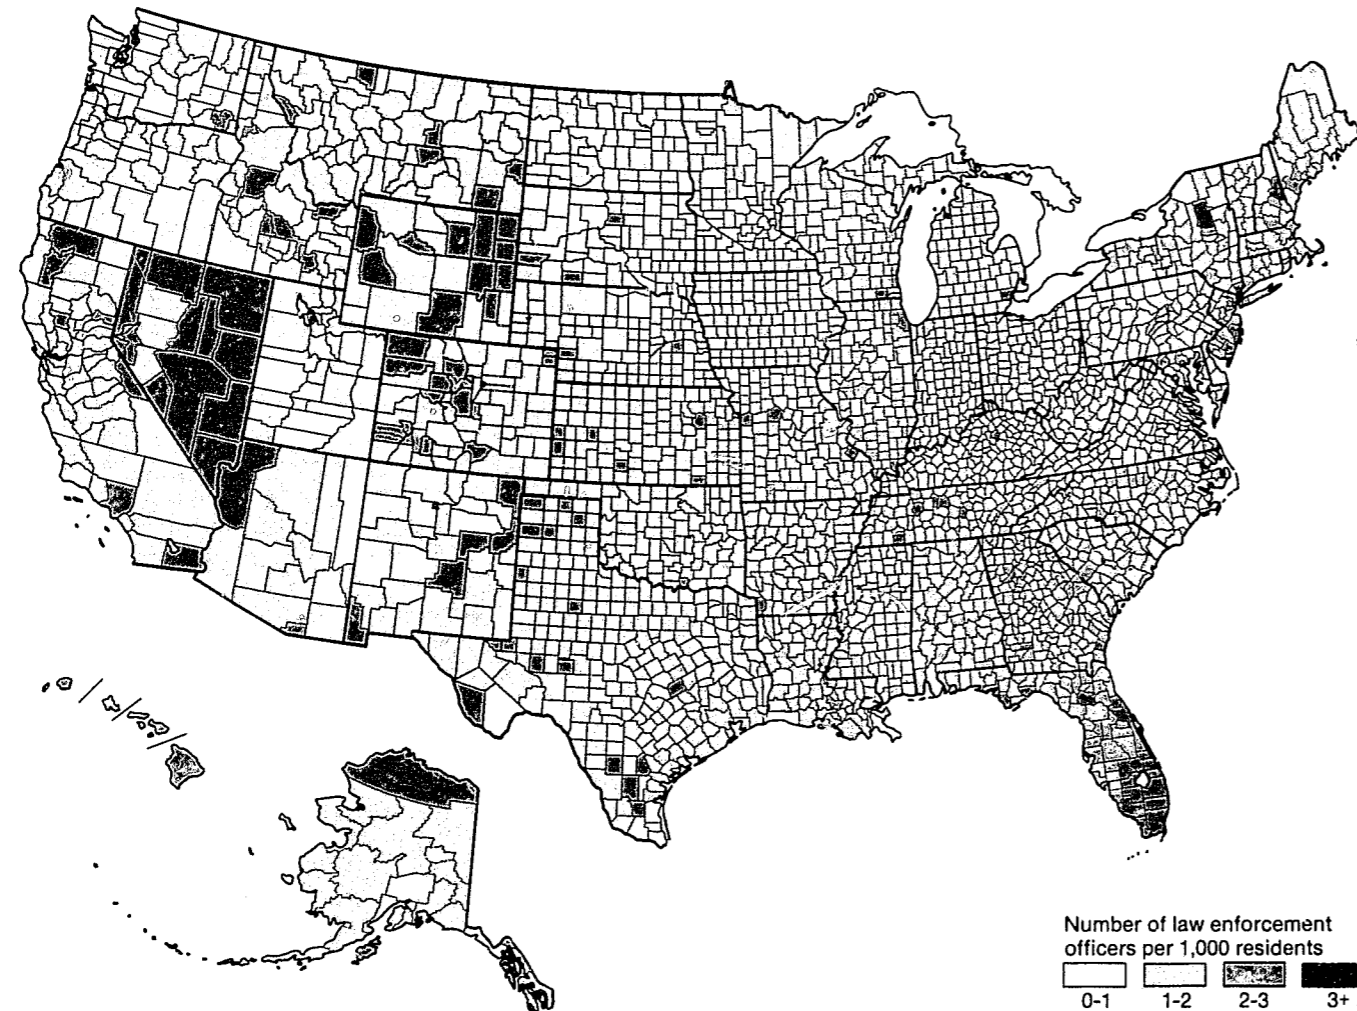 Number of law enforcement
officers per 1,000 residents
0-1 1-2 2-3 3+